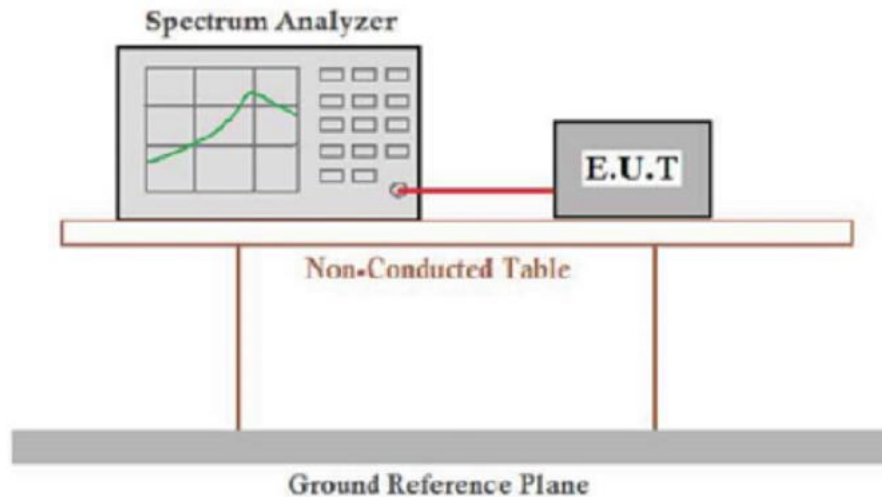 Spectrum Analyzer
E.U.T
Non-Conducted Table
Ground Reference Plane